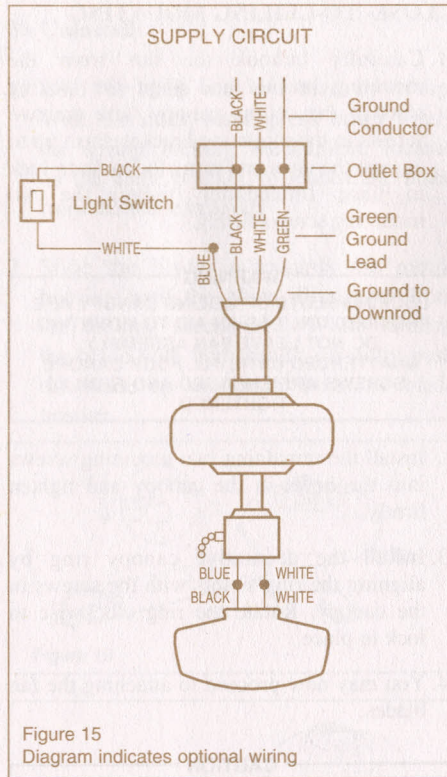 SUPPLY CIRCUIT
BLACK
WHITE
Ground
Conductor
BLACK
Outlet Box
Light Switch
BLACK
WHITE
GREEN
Green
Ground
Lead
WHITE
BLUE
Ground to
Downrod
WHITE
BLACK
WHITE
Figure 15
Diagram indicates optional wiring